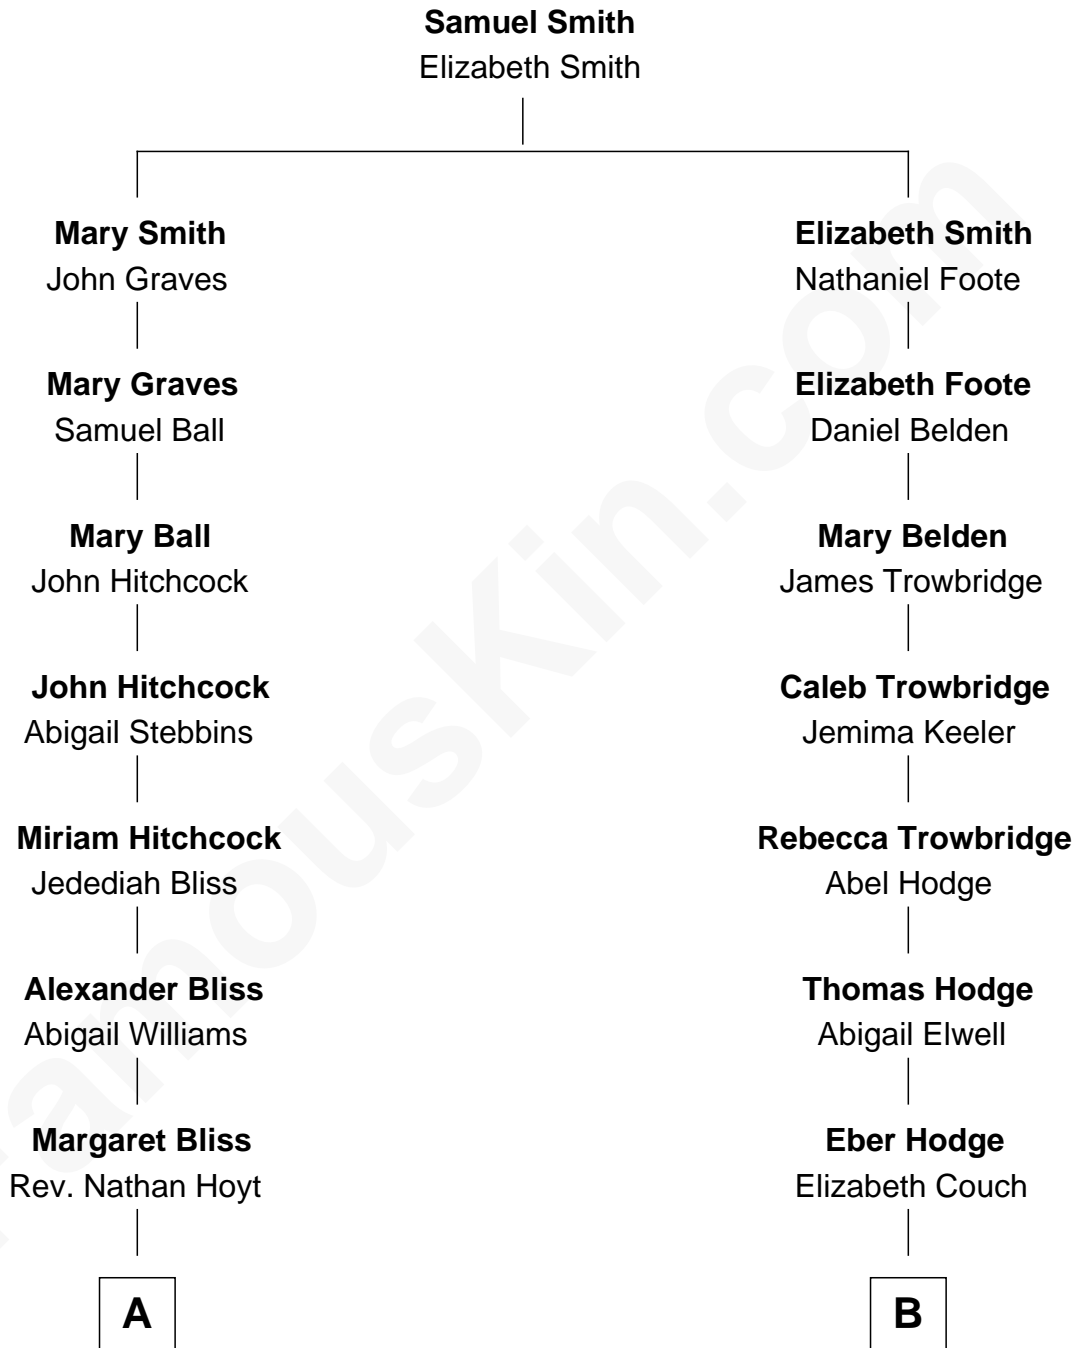 Samuel Smith
Elizabeth Smith
Mary Smith
John Graves
Elizabeth Smith
Nathaniel Foote
Mary Graves
Samuel Ball
Elizabeth Foote
Daniel Belden
Mary Ball
John Hitchcock
Mary Belden
James Trowbridge
John Hitchcock
Abigail Stebbins
Caleb Trowbridge
Jemima Keeler
Miriam Hitchcock
Jedediah Bliss
Rebecca Trowbridge
Abel Hodge
Alexander Bliss
Abigail Williams
Thomas Hodge
Abigail Elwell
Margaret Bliss
Rev. Nathan Hoyt
Eber Hodge
Elizabeth Couch
A
B
FamousKin.com